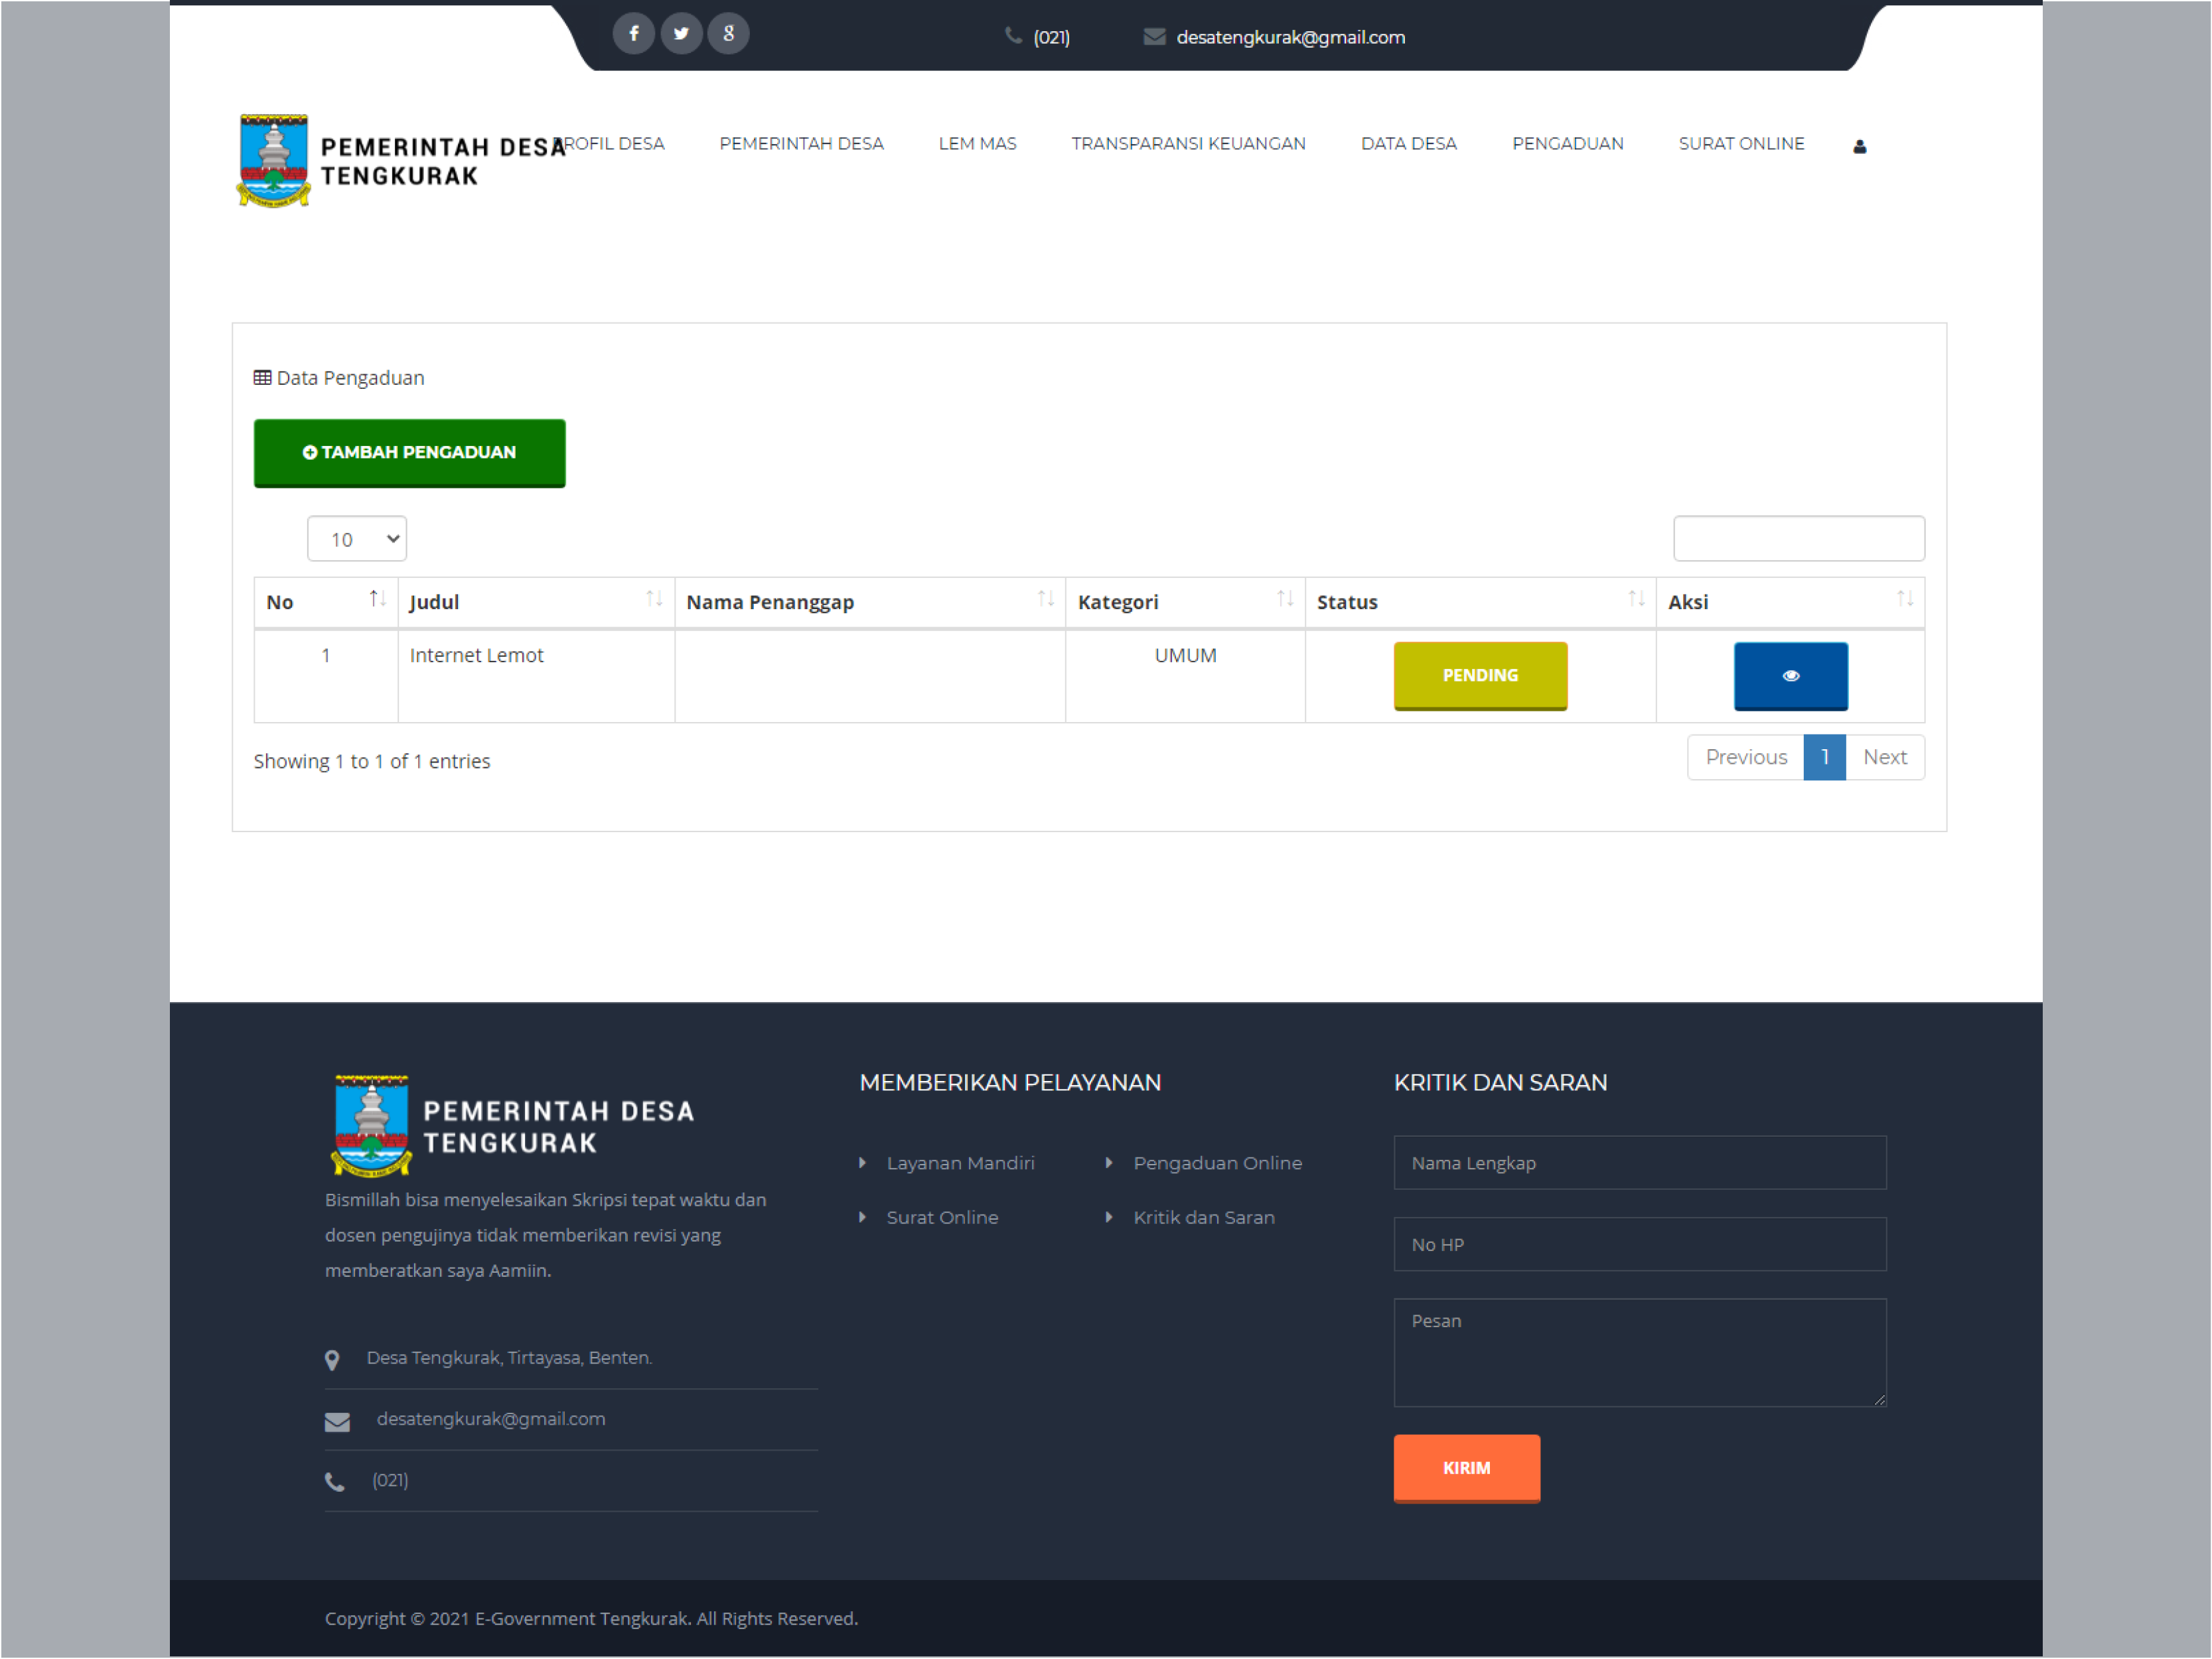 (021)
desatengkurak@gmail.com
PEMERINTAH DESA
TENGKURAK
PROFIL DESA
PEMERINTAH DESA
LEM MAS
TRANSPARANSI KEUANGAN
DATA DESA
PENGADUAN
SURAT ONLINE
Data Pengaduan
TAMBAH PENGADUAN
10
No Judul Nama Penanggap Kategori Status Aksi
1 Internet Lemot UMUM PENDING
Showing 1 to 1 of 1 entries
Previous 1 Next
PEMERINTAH DESA
TENGKURAK
Bismillah bisa menyelesaikan Skripsi tepat waktu dan
dosen pengujinya tidak memberikan revisi yang
memberatkan saya Aamiin.
Desa Tengkurak, Tirtayasa, Benten.
desatengkurak@gmail.com
(021)
MEMBERIKAN PELAYANAN
Layanan Mandiri
Pengaduan Online
Surat Online
Kritik dan Saran
KRITIK DAN SARAN
Nama Lengkap
No HP
Pesan
KIRIM
Copyright © 2021 E-Government Tengkurak. All Rights Reserved.